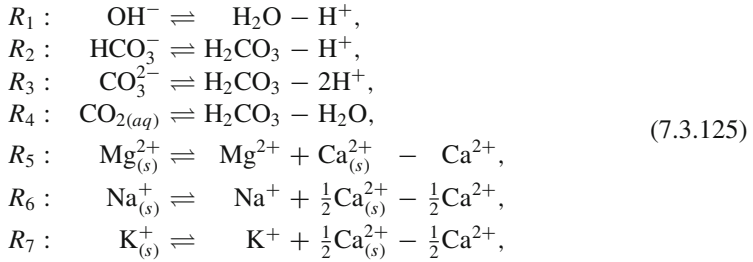 R₁ : OH⁻ ⇌ H₂O − H⁺,
R₂ : HCO₃⁻ ⇌ H₂CO₃ − H⁺,
R₃ : CO₃²⁻ ⇌ H₂CO₃ − 2H⁺,
R₄ : CO₂₍aq₎ ⇌ H₂CO₃ − H₂O,
(7.3.125)
R₅ : Mg²⁺₍s₎ ⇌ Mg²⁺ + Ca²⁺₍s₎ − Ca²⁺,
R₆ : Na⁺₍s₎ ⇌ Na⁺ + ½Ca²⁺₍s₎ − ½Ca²⁺,
R₇ : K⁺₍s₎ ⇌ K⁺ + ½Ca²⁺₍s₎ − ½Ca²⁺,